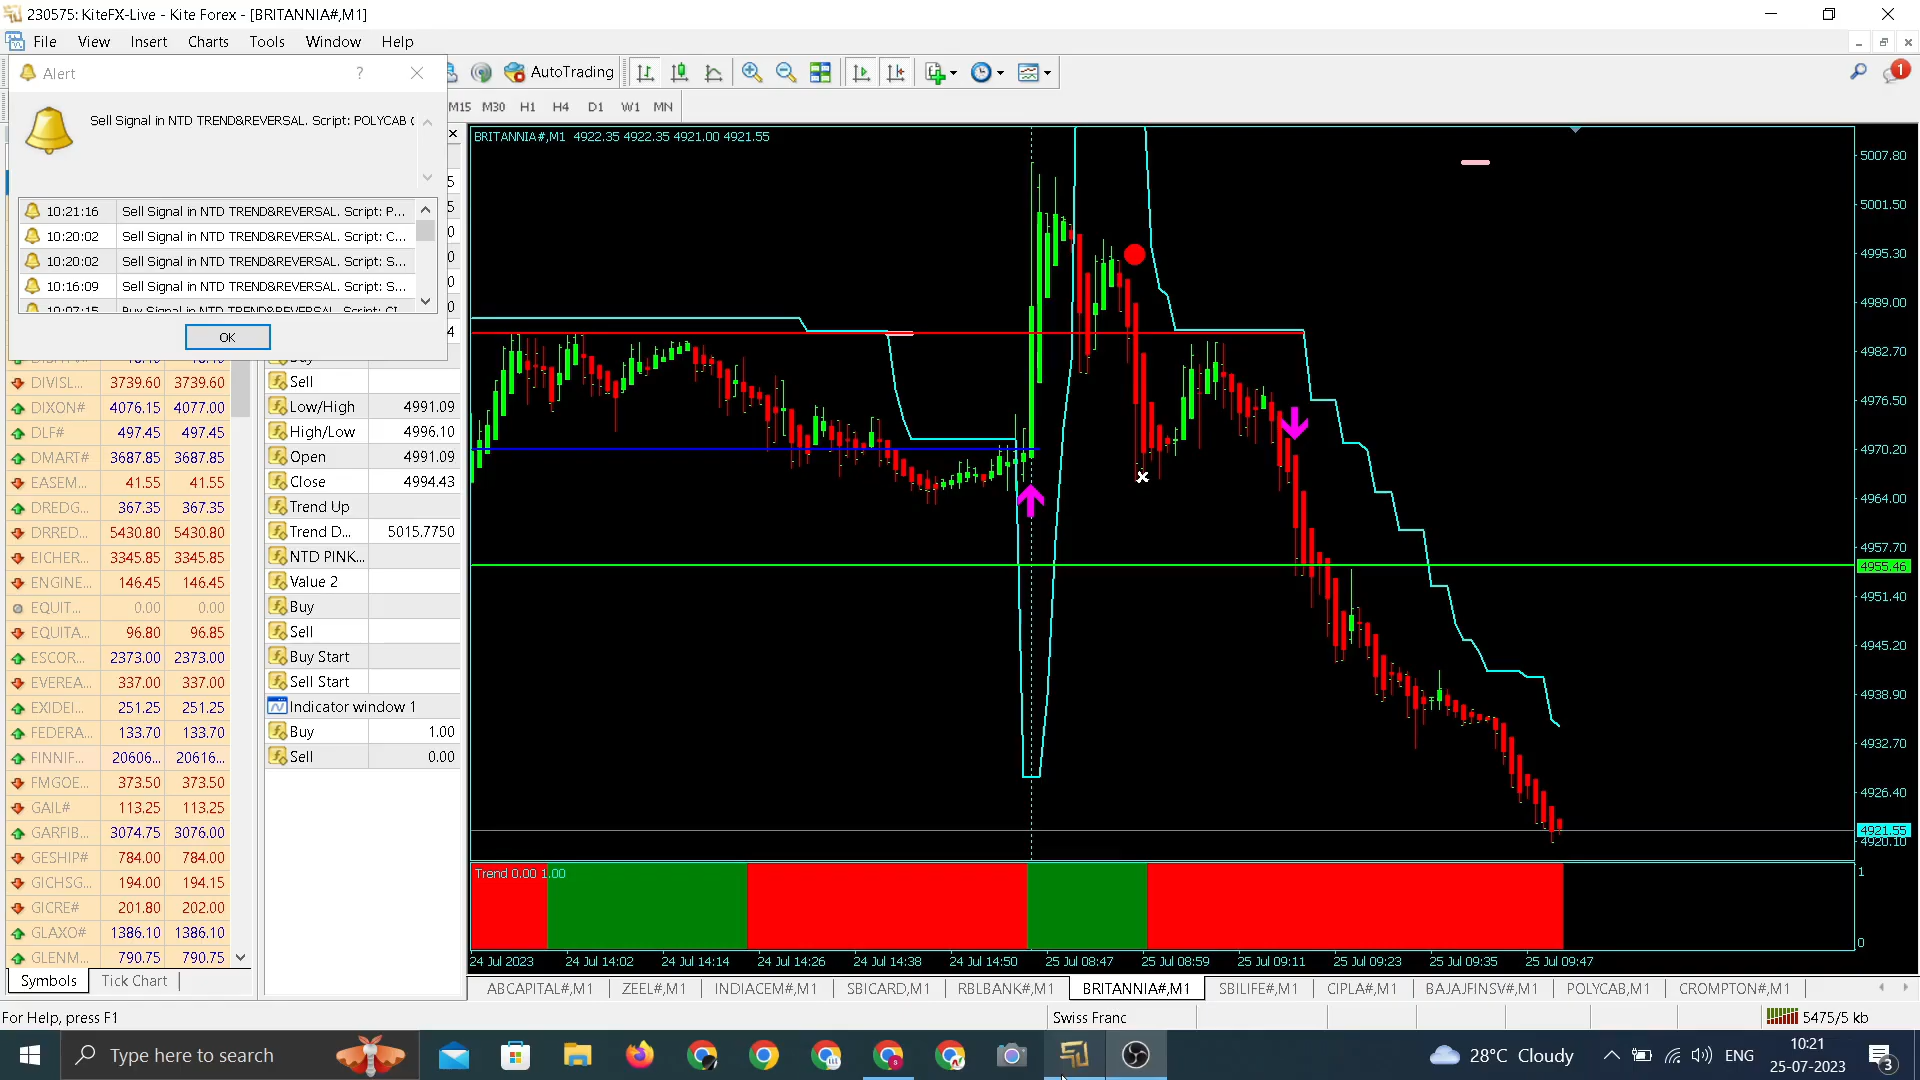 230575: KiteFX-Live - Kite Forex - [BRITANNIA#,M1]
File View Insert Charts Tools Window Help
Alert
AutoTrading
1
M15 M30 H1 H4 D1 W1 MN
Sell Signal in NTD TREND&REVERSAL. Script: POLYCAB
10:21:16 Sell Signal in NTD TREND&REVERSAL. Script: P...
10:20:02 Sell Signal in NTD TREND&REVERSAL. Script: C...
10:20:02 Sell Signal in NTD TREND&REVERSAL. Script: S...
10:16:09 Sell Signal in NTD TREND&REVERSAL. Script: S...
OK
DIVISL... 3739.60 3739.60
DIXON# 4076.15 4077.00
DLF# 497.45 497.45
DMART# 3687.85 3687.85
EASEM... 41.55 41.55
DREDG... 367.35 367.35
DRRED... 5430.80 5430.80
EICHER... 3345.85 3345.85
ENGINE... 146.45 146.45
EQUIT... 0.00 0.00
EQUITA... 96.80 96.85
ESCOR... 2373.00 2373.00
EVEREA... 337.00 337.00
EXIDEI... 251.25 251.25
FEDERA... 133.70 133.70
FINNIF... 20606... 20616...
FMGOE... 373.50 373.50
GAIL# 113.25 113.25
GARFIB... 3074.75 3076.00
GESHIP# 784.00 784.00
GICHSG... 194.00 194.15
GICRE# 201.80 202.00
GLAXO# 1386.10 1386.10
GLENM... 790.75 790.75
Symbols Tick Chart
Sell
Low/High 4991.09
High/Low 4996.10
Open 4991.09
Close 4994.43
Trend Up
Trend D... 5015.7750
NTD PINK...
Value 2
Buy
Sell
Buy Start
Sell Start
Indicator window 1
Buy 1.00
Sell 0.00
BRITANNIA#,M1 4922.35 4922.35 4921.00 4921.55
5007.80
5001.50
4995.30
4989.00
4982.70
4976.50
4970.20
4964.00
4957.70
4955.46
4951.40
4945.20
4938.90
4932.70
4926.40
4921.55
4920.10
Trend 0.00 1.00
1
0
24 Jul 2023 24 Jul 14:02 24 Jul 14:14 24 Jul 14:26 24 Jul 14:38 24 Jul 14:50 25 Jul 08:47 25 Jul 08:59 25 Jul 09:11 25 Jul 09:23 25 Jul 09:35 25 Jul 09:47
ABCAPITAL#,M1 ZEEL#,M1 INDIACEM#,M1 SBICARD,M1 RBLBANK#,M1 BRITANNIA#,M1 SBILIFE#,M1 CIPLA#,M1 BAJAJFINSV#,M1 POLYCAB,M1 CROMPTON#,M1
For Help, press F1
Swiss Franc
5475/5 kb
Type here to search
28°C Cloudy
ENG
10:21
25-07-2023
3